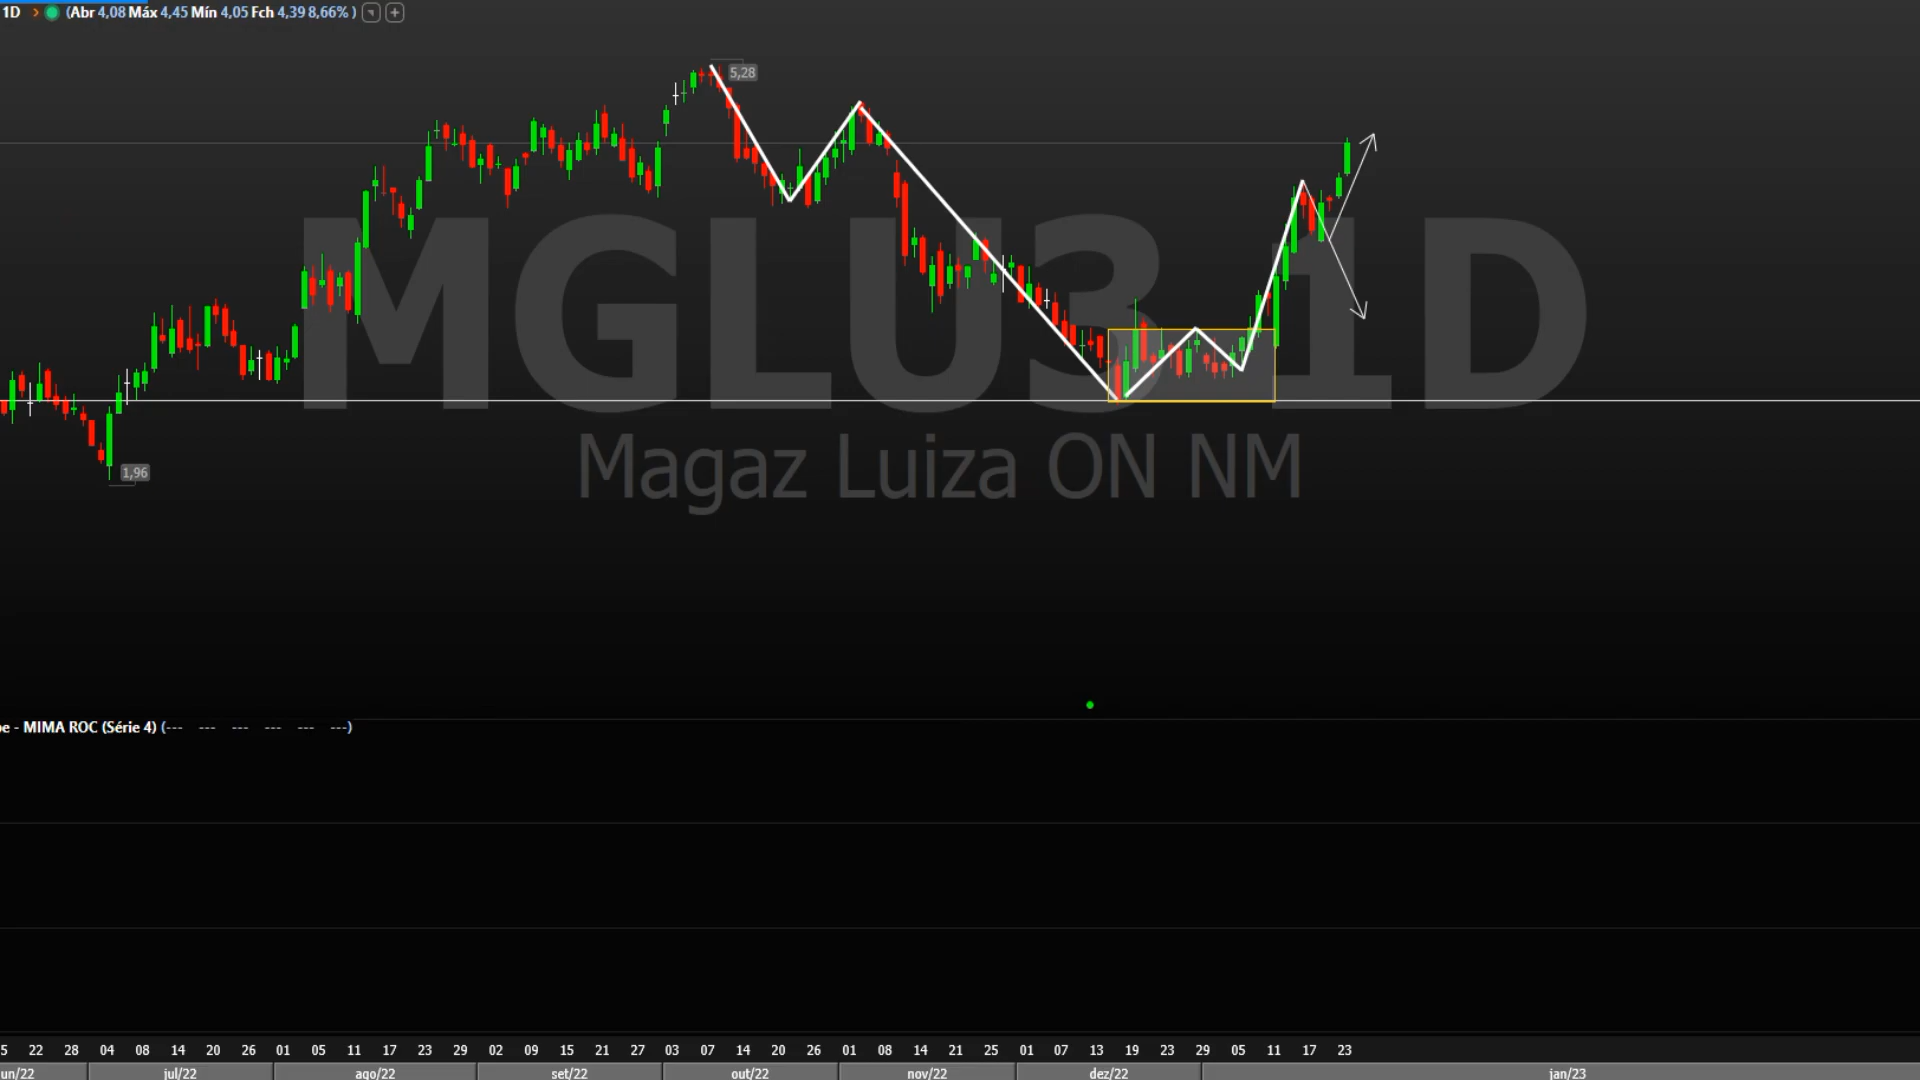 1D (Abr 4,08 Máx 4,45 Mín 4,05 Fch 4,39 8,66% )
5,28
MGLU3 1D
Magaz Luiza ON NM
1,96
pe - MIMA ROC (Série 4) (--- --- --- --- --- ---)
5 22 28 04 08 14 20 26 01 05 11 17 23 29 02 09 15 21 27 03 07 14 20 26 01 08 14 21 25 01 07 13 19 23 29 05 11 17 23
un/22 jul/22 ago/22 set/22 out/22 nov/22 dez/22 jan/23